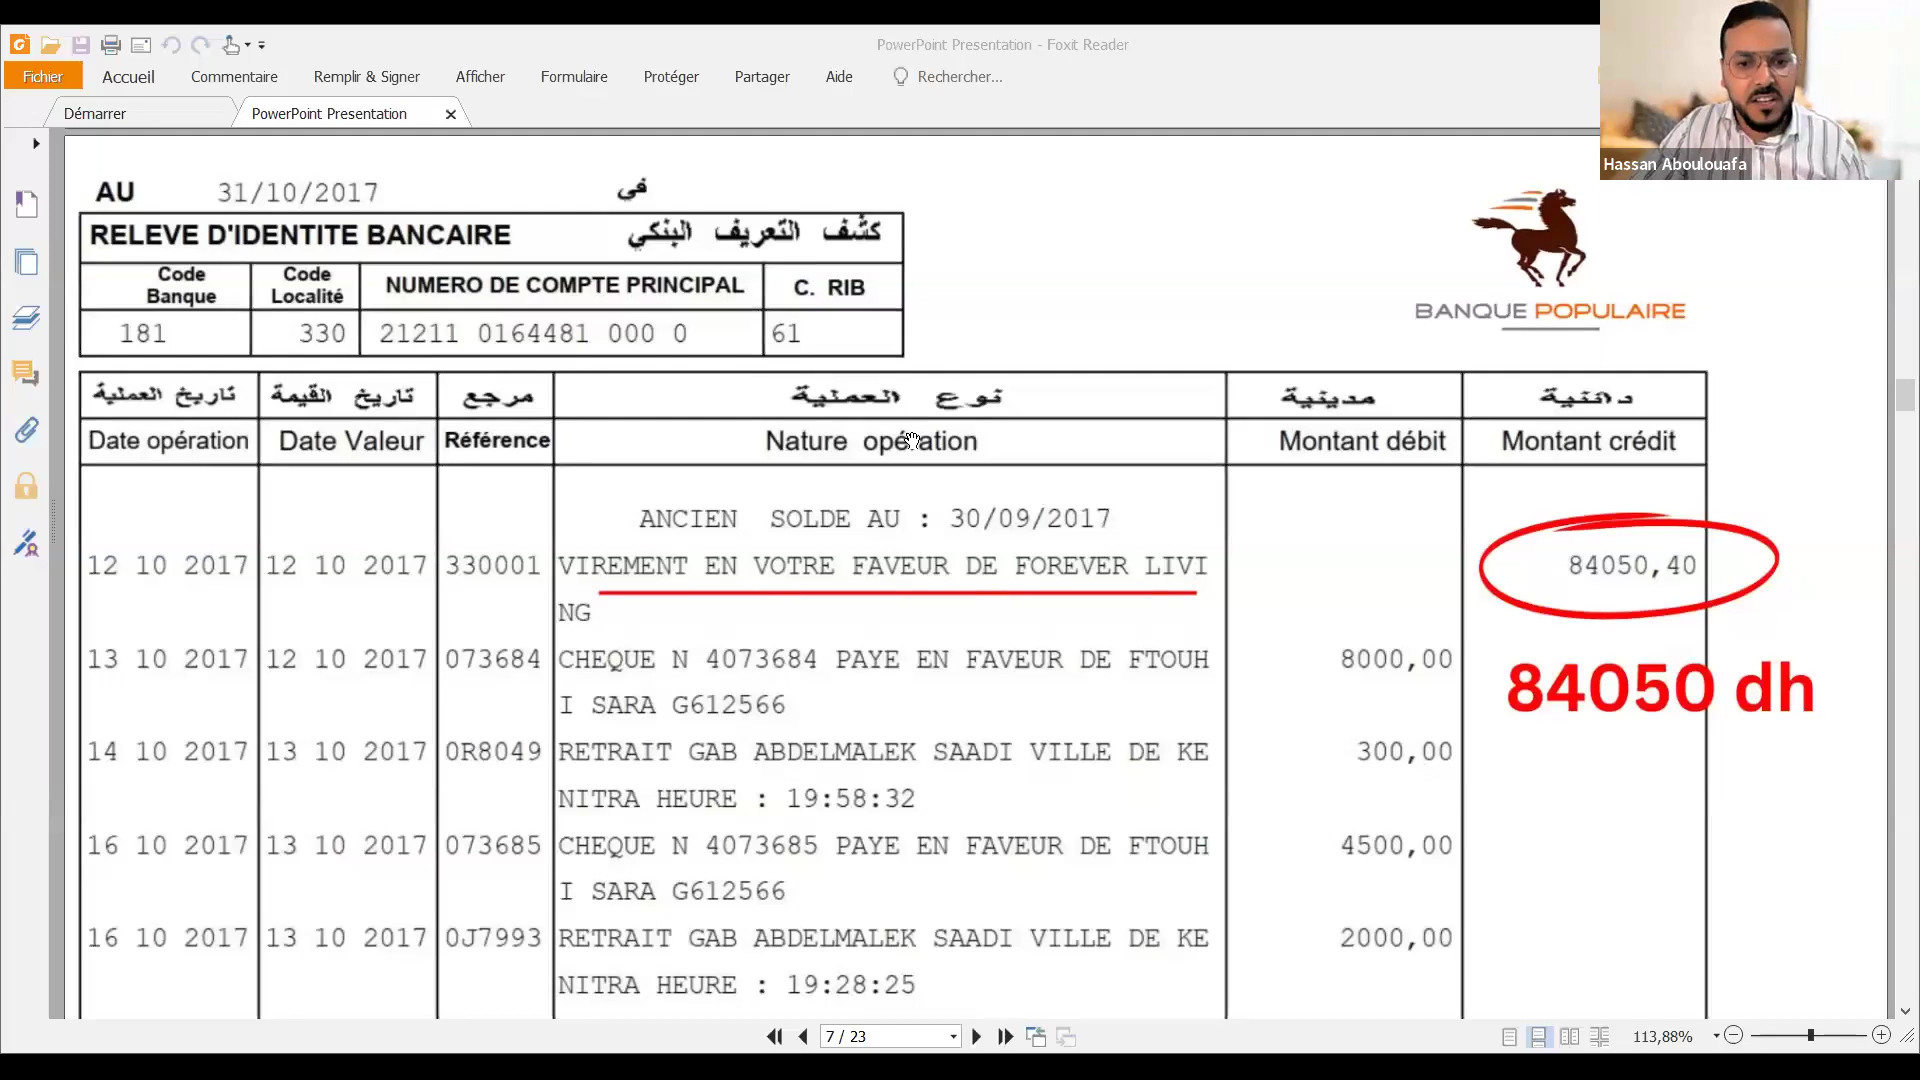 PowerPoint Presentation - Foxit Reader
Fichier Accueil Commentaire Remplir & Signer Afficher Formulaire Protéger Partager Aide Rechercher...
Démarrer PowerPoint Presentation
Hassan Aboulouafa
AU 31/10/2017 في
RELEVE D'IDENTITE BANCAIRE كشف التعريف البنكي
Code Banque Code Localité NUMERO DE COMPTE PRINCIPAL C. RIB
181 330 21211 0164481 000 0 61
BANQUE POPULAIRE
تاريخ العملية تاريخ القيمة مرجع نوع العملية مدينية دائنية
Date opération Date Valeur Référence Nature opération Montant débit Montant crédit
ANCIEN SOLDE AU : 30/09/2017
12 10 2017 12 10 2017 330001 VIREMENT EN VOTRE FAVEUR DE FOREVER LIVI 84050,40
NG
13 10 2017 12 10 2017 073684 CHEQUE N 4073684 PAYE EN FAVEUR DE FTOUH 8000,00
84050 dh
I SARA G612566
14 10 2017 13 10 2017 0R8049 RETRAIT GAB ABDELMALEK SAADI VILLE DE KE 300,00
NITRA HEURE : 19:58:32
16 10 2017 13 10 2017 073685 CHEQUE N 4073685 PAYE EN FAVEUR DE FTOUH 4500,00
I SARA G612566
16 10 2017 13 10 2017 0J7993 RETRAIT GAB ABDELMALEK SAADI VILLE DE KE 2000,00
NITRA HEURE : 19:28:25
7 / 23 113,88%